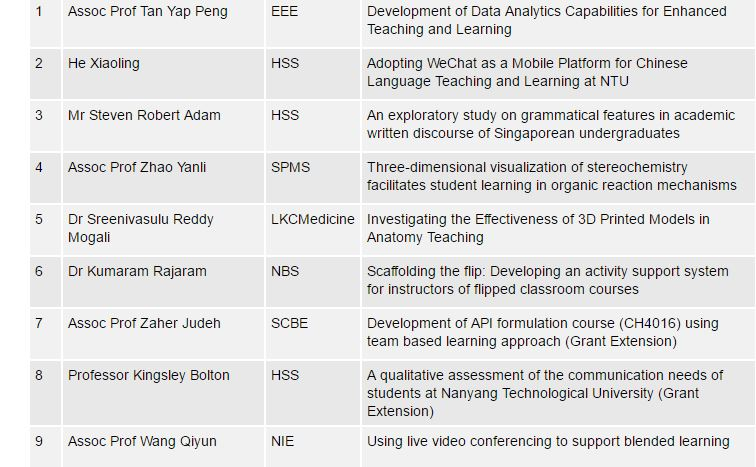 1 Assoc Prof Tan Yap Peng EEE Development of Data Analytics Capabilities for Enhanced
Teaching and Learning
2 He Xiaoling HSS Adopting WeChat as a Mobile Platform for Chinese
Language Teaching and Learning at NTU
3 Mr Steven Robert Adam HSS An exploratory study on grammatical features in academic
written discourse of Singaporean undergraduates
4 Assoc Prof Zhao Yanli SPMS Three-dimensional visualization of stereochemistry
facilitates student learning in organic reaction mechanisms
5 Dr Sreenivasulu Reddy LKCMedicine Investigating the Effectiveness of 3D Printed Models in
Mogali Anatomy Teaching
6 Dr Kumaram Rajaram NBS Scaffolding the flip: Developing an activity support system
for instructors of flipped classroom courses
7 Assoc Prof Zaher Judeh SCBE Development of API formulation course (CH4016) using
team based learning approach (Grant Extension)
8 Professor Kingsley Bolton HSS A qualitative assessment of the communication needs of
students at Nanyang Technological University (Grant
Extension)
9 Assoc Prof Wang Qiyun NIE Using live video conferencing to support blended learning